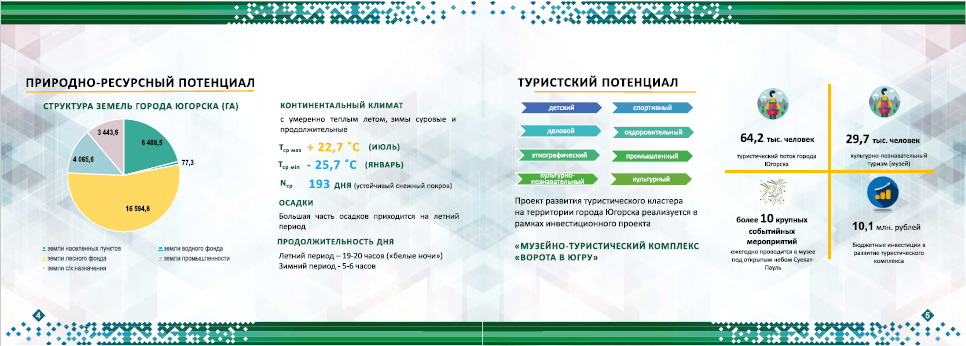 ПРИРОДНО-РЕСУРСНЫЙ ПОТЕНЦИАЛ
СТРУКТУРА ЗЕМЕЛЬ ГОРОДА ЮГОРСКА (ГА)
3 443,6
6 488,5
4 065,6
77,3
16 594,8
земли населенных пунктов
земли водного фонда
земли лесного фонда
земли промышленности
земли с/х назначения
КОНТИНЕНТАЛЬНЫЙ КЛИМАТ
с умеренно теплым летом, зимы суровые и
продолжительные
Tср max + 22,7 ˚С (ИЮЛЬ)
Tср min - 25,7 ˚С (ЯНВАРЬ)
Nср 193 ДНЯ (устойчивый снежный покров)
ОСАДКИ
Большая часть осадков приходится на летний
период
ПРОДОЛЖИТЕЛЬНОСТЬ ДНЯ
Летний период – 19-20 часов («белые ночи»)
Зимний период - 5-6 часов
4
ТУРИСТСКИЙ ПОТЕНЦИАЛ
детский
спортивный
деловой
оздоровительный
этнографический
промышленный
культурно-
познавательный
культурный
Проект развития туристического кластера
на территории города Югорска реализуется в
рамках инвестиционного проекта
«МУЗЕЙНО-ТУРИСТИЧЕСКИЙ КОМПЛЕКС
«ВОРОТА В ЮГРУ»
64,2 тыс. человек
туристический поток города
Югорска
29,7 тыс. человек
культурно познавательный
туризм (музей)
более 10 крупных
событийных
мероприятий
ежегодно проводится в музее
под открытым небом Суеват-
Пауль
10,1 млн. рублей
бюджетные инвестиции в
развитие туристического
комплекса
5